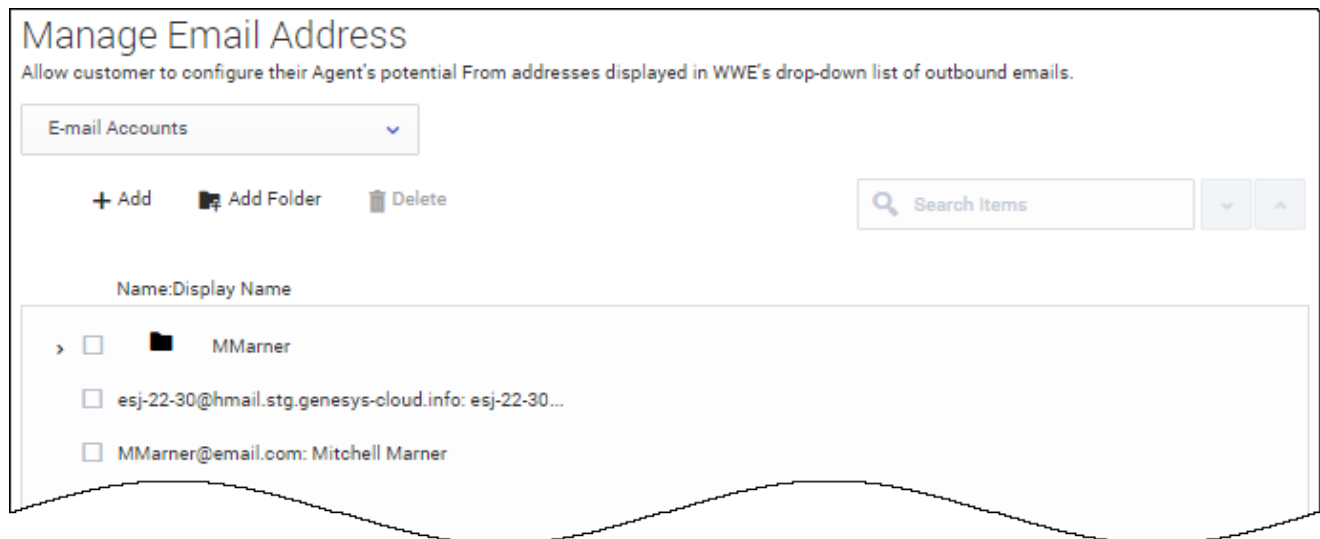 Manage Email Address
Allow customer to configure their Agent's potential From addresses displayed in WWE's drop-down list of outbound emails.
E-mail Accounts
+ Add Add Folder Delete Search Items
Name:Display Name
MMarner
esj-22-30@hmail.stg.genesys-cloud.info: esj-22-30...
MMarner@email.com: Mitchell Marner